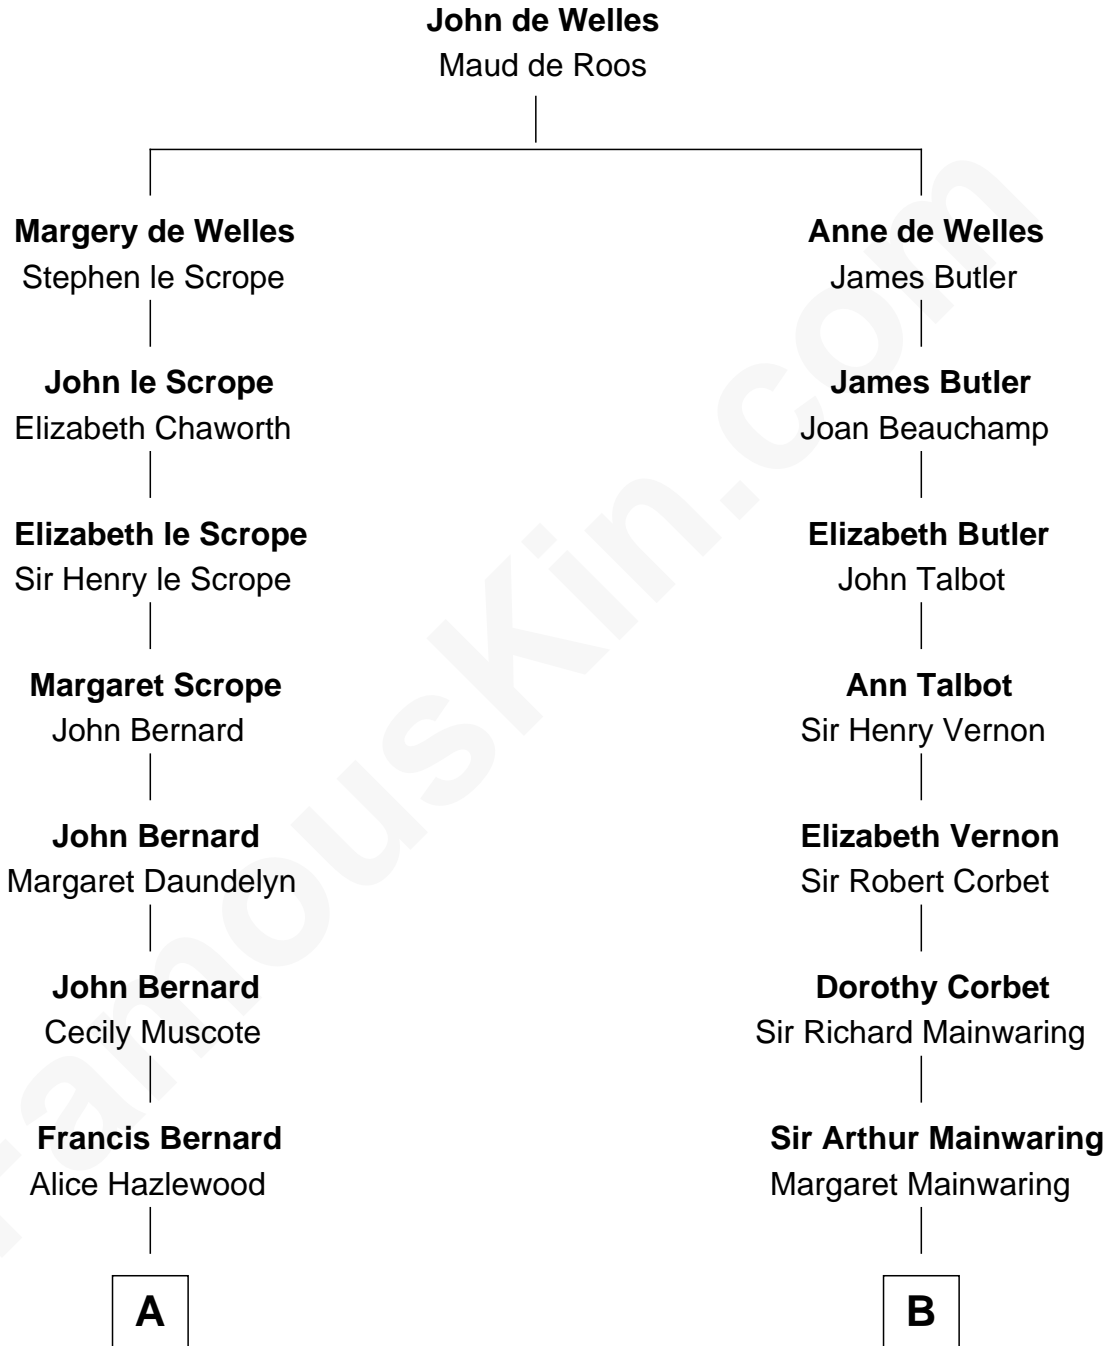 John de Welles
Maud de Roos
Margery de Welles
Stephen le Scrope
Anne de Welles
James Butler
John le Scrope
Elizabeth Chaworth
James Butler
Joan Beauchamp
Elizabeth le Scrope
Sir Henry le Scrope
Elizabeth Butler
John Talbot
Margaret Scrope
John Bernard
Ann Talbot
Sir Henry Vernon
John Bernard
Margaret Daundelyn
Elizabeth Vernon
Sir Robert Corbet
John Bernard
Cecily Muscote
Dorothy Corbet
Sir Richard Mainwaring
Francis Bernard
Alice Hazlewood
Sir Arthur Mainwaring
Margaret Mainwaring
A
B
FamousKin.com